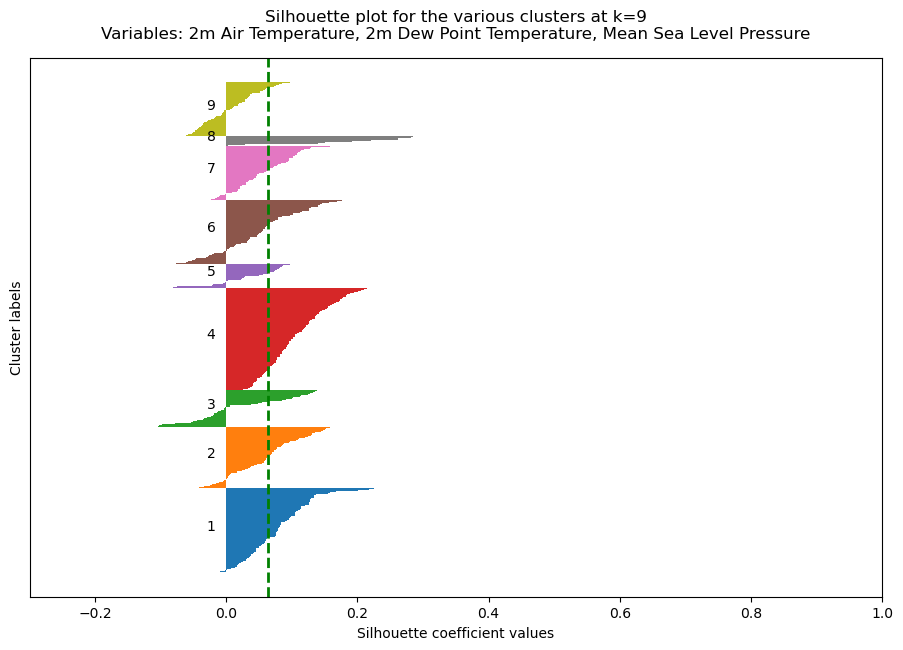 Silhouette plot for the various clusters at k=9
Variables: 2m Air Temperature, 2m Dew Point Temperature, Mean Sea Level Pressure
Cluster labels
9
8
7
6
5
4
3
2
1
−0.2 0.0 0.2 0.4 0.6 0.8 1.0
Silhouette coefficient values